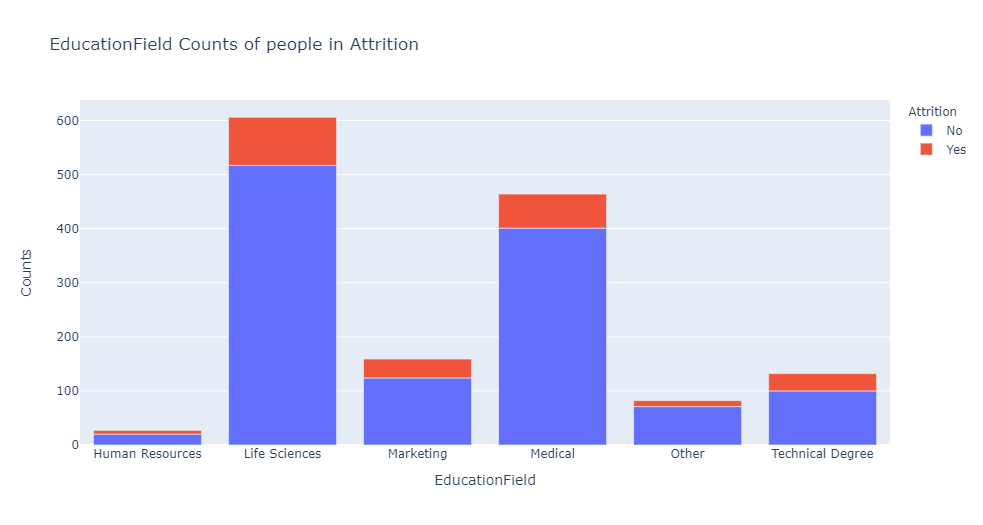 EducationField Counts of people in Attrition
Attrition
No
Yes
600
500
400
300
200
100
0
Counts
Human Resources Life Sciences Marketing Medical Other Technical Degree
EducationField